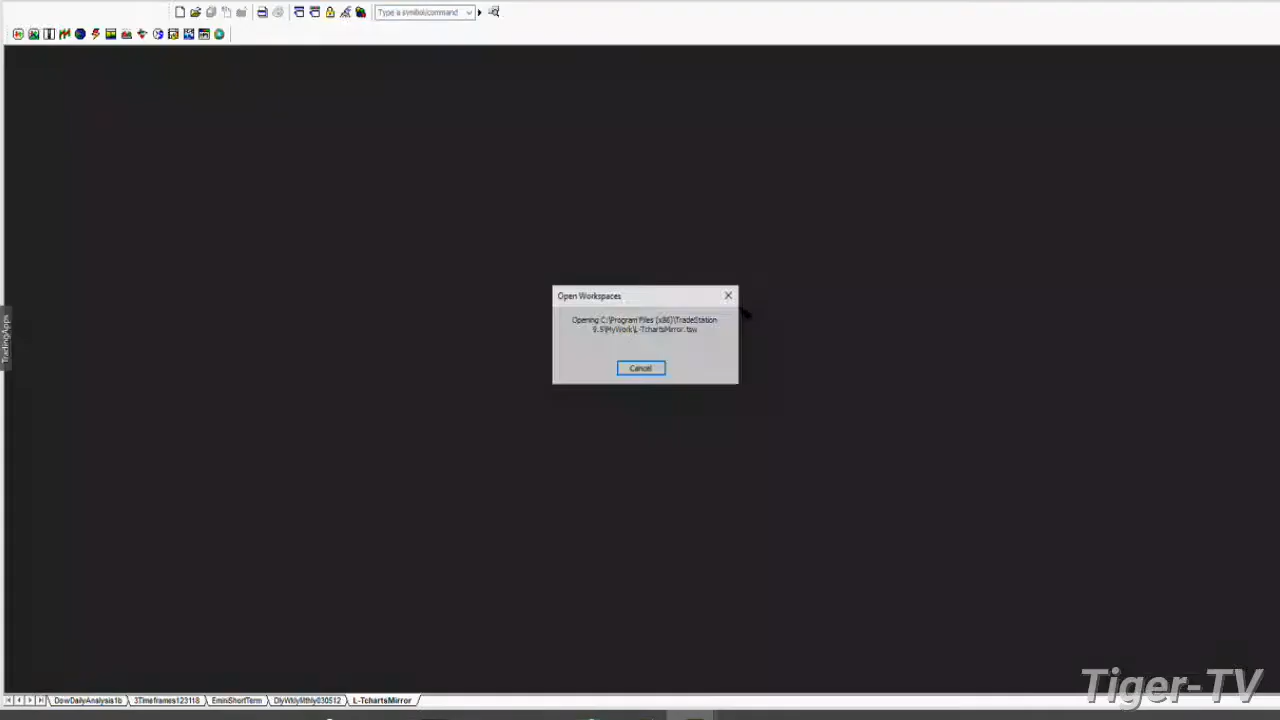 Type a symbol/command
TradingApps
Open Workspaces
Opening C:\Program Files (x86)\TradeStation
9.5\MyWork\L-TchartsMirror.tsw
Cancel
DowDailyAnalysis1b
3Timeframes123118
EminiShortTerm
DlyWklyMthly030512
L-TchartsMirror
Tiger-TV